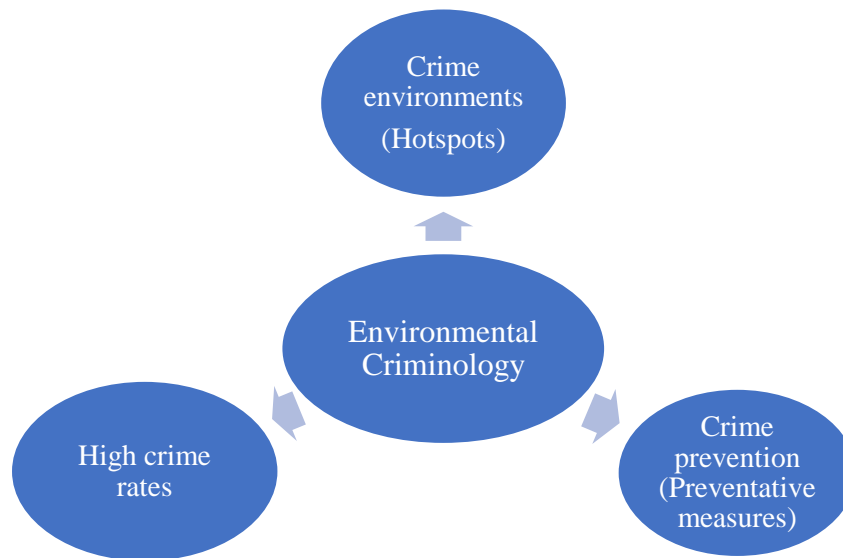 Crime
environments
(Hotspots)
Environmental
Criminology
High crime
rates
Crime
prevention
(Preventative
measures)